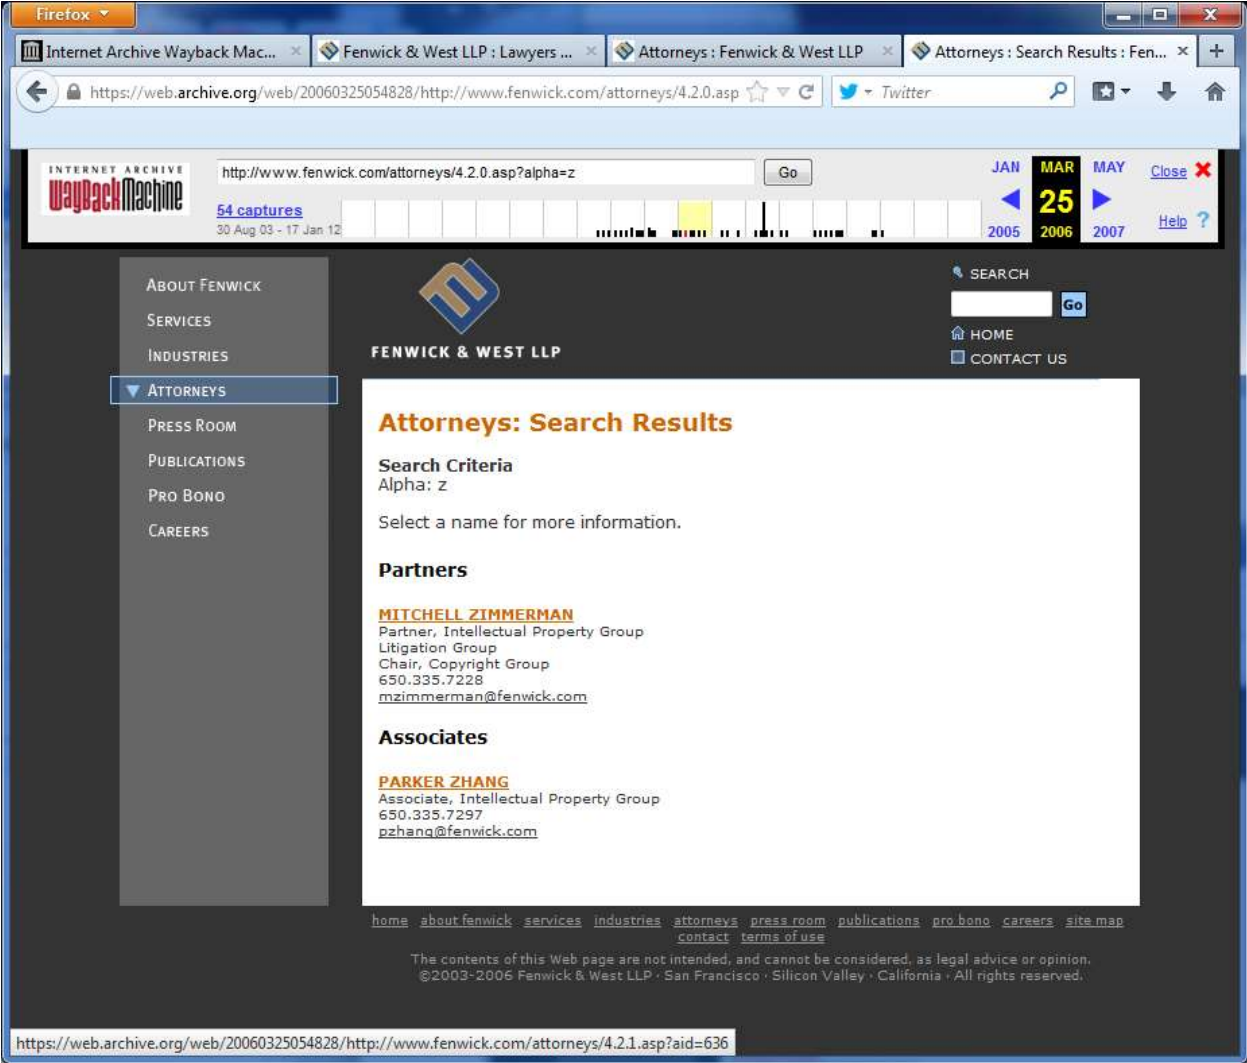 Firefox
Internet Archive Wayback Mac... × Fenwick & West LLP : Lawyers ... × Attorneys : Fenwick & West LLP × Attorneys : Search Results : Fen... × +
https://web.archive.org/web/20060325054828/http://www.fenwick.com/attorneys/4.2.0.asp Twitter
INTERNET ARCHIVE
WayBackMachine
http://www.fenwick.com/attorneys/4.2.0.asp?alpha=z Go
54 captures
30 Aug 03 - 17 Jan 12
JAN MAR MAY
25
2005 2006 2007
Close
Help ?
ABOUT FENWICK
SERVICES
INDUSTRIES
ATTORNEYS
PRESS ROOM
PUBLICATIONS
PRO BONO
CAREERS
FENWICK & WEST LLP
SEARCH
Go
HOME
CONTACT US
Attorneys: Search Results
Search Criteria
Alpha: z
Select a name for more information.
Partners
MITCHELL ZIMMERMAN
Partner, Intellectual Property Group
Litigation Group
Chair, Copyright Group
650.335.7228
mzimmerman@fenwick.com
Associates
PARKER ZHANG
Associate, Intellectual Property Group
650.335.7297
pzhang@fenwick.com
home about fenwick services industries attorneys press room publications pro bono careers site map
contact terms of use
The contents of this Web page are not intended, and cannot be considered, as legal advice or opinion.
©2003-2006 Fenwick & West LLP · San Francisco · Silicon Valley · California · All rights reserved.
https://web.archive.org/web/20060325054828/http://www.fenwick.com/attorneys/4.2.1.asp?aid=636